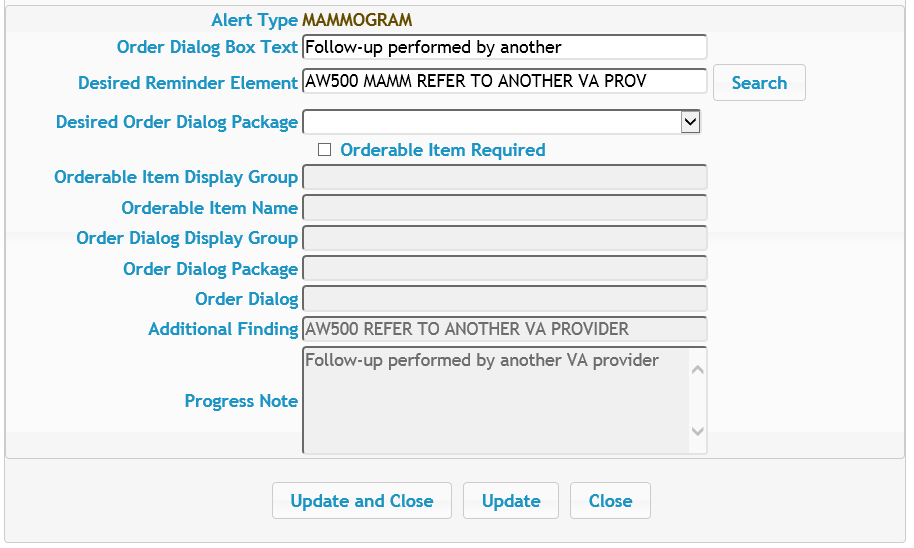 Alert Type MAMMOGRAM
Order Dialog Box Text Follow-up performed by another
Desired Reminder Element AW500 MAMM REFER TO ANOTHER VA PROV Search
Desired Order Dialog Package
Orderable Item Required
Orderable Item Display Group
Orderable Item Name
Order Dialog Display Group
Order Dialog Package
Order Dialog
Additional Finding AW500 REFER TO ANOTHER VA PROVIDER
Progress Note Follow-up performed by another VA provider
Update and Close Update Close